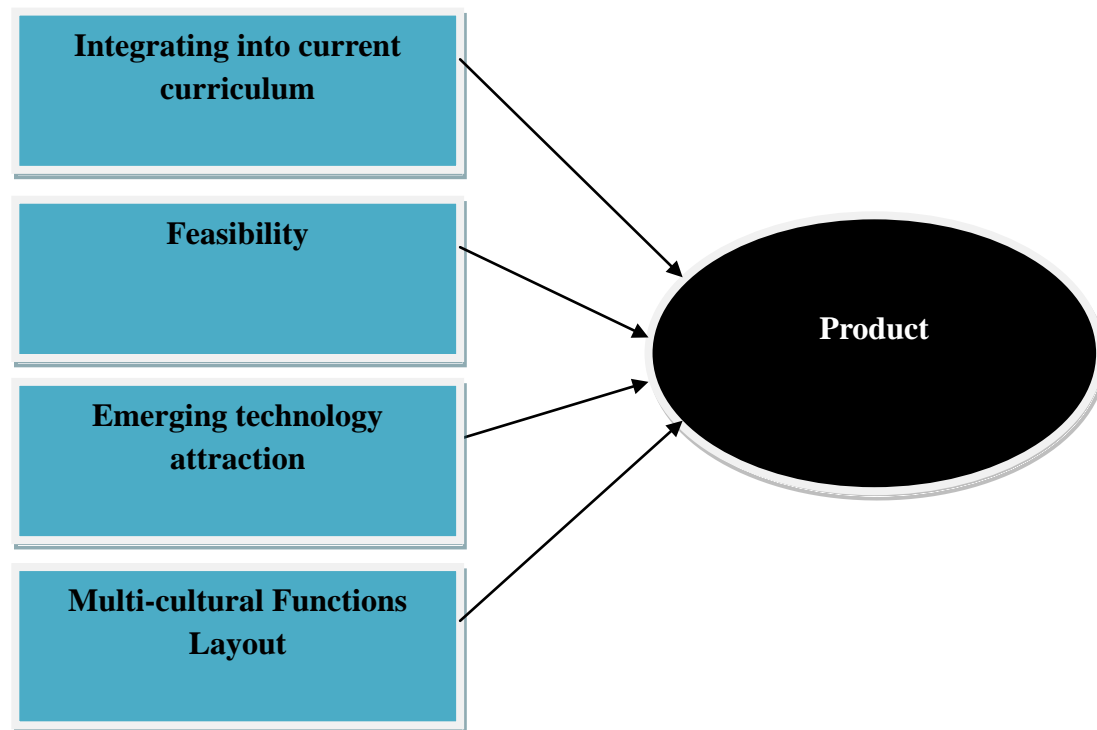 Integrating into current
curriculum
Feasibility
Product
Emerging technology
attraction
Multi-cultural Functions
Layout